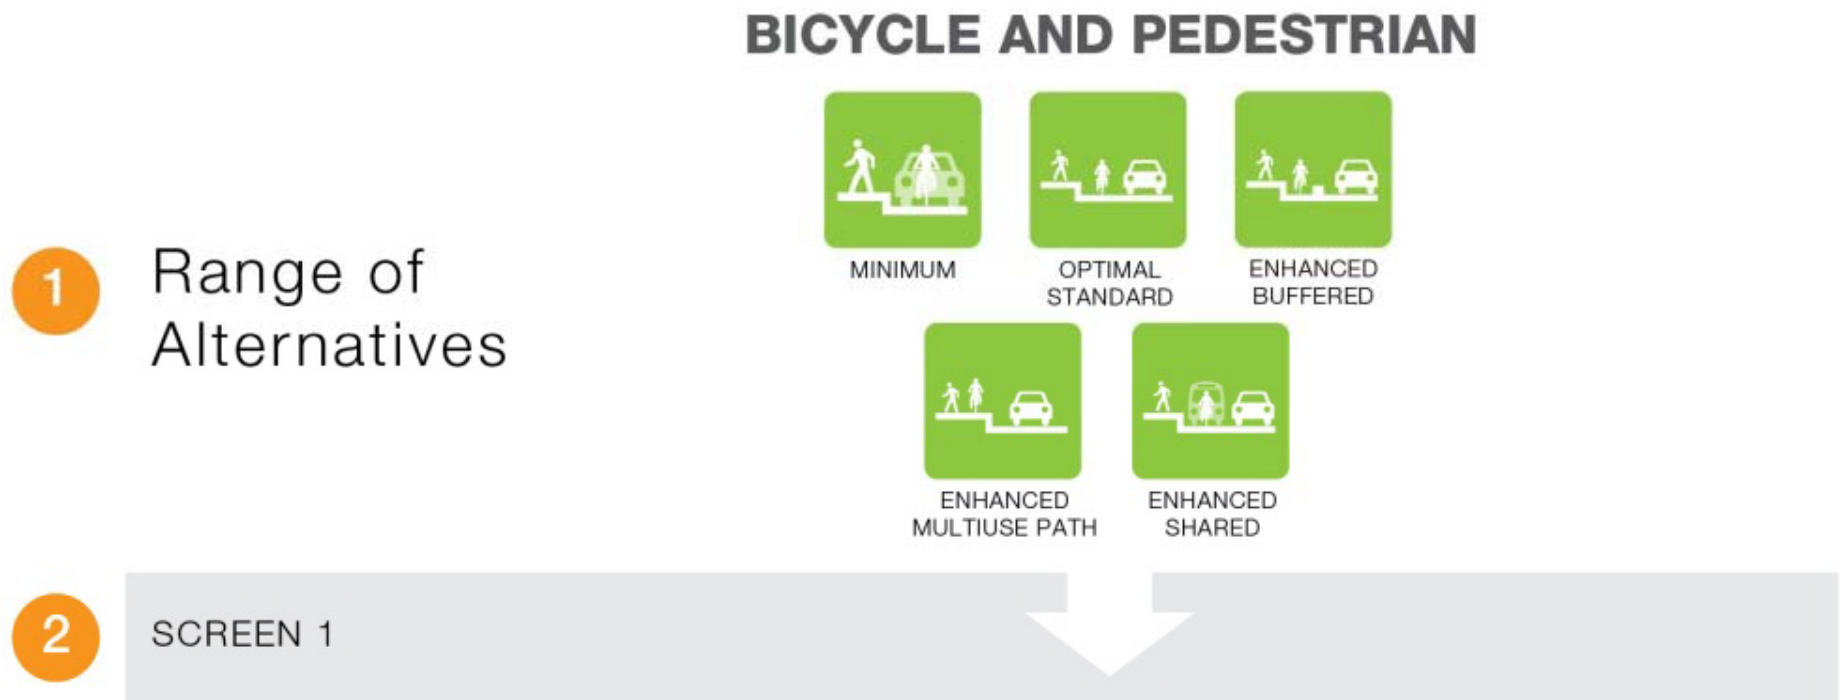 BICYCLE AND PEDESTRIAN
MINIMUM
OPTIMAL
STANDARD
ENHANCED
BUFFERED
1
Range of
Alternatives
ENHANCED
MULTIUSE PATH
ENHANCED
SHARED
2
SCREEN 1